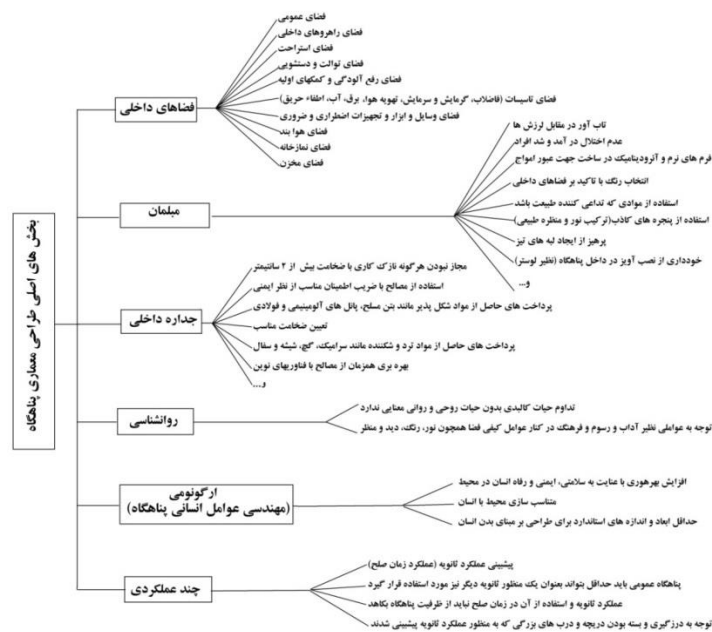 بخش های اصلی طراحی معماری پناهگاه
فضاهای داخلی
فضای عمومی
فضای راهروهای داخلی
فضای استراحت
فضای توالت و دستشویی
فضای رفع آلودگی و کمکهای اولیه
فضای تاسیسات (فاضلاب، گرمایش و سرمایش، تهویه هوا، برق، آب، اطفاء حریق)
فضای وسایل و ابزار و تجهیزات اضطراری و ضروری
فضای هوا بند
فضای نمازخانه
فضای مخزن
مبلمان
تاب آور در مقابل لرزش ها
عدم اختلال در آمد و شد افراد
فرم های نرم و آئرودینامیک در ساخت جهت عبور امواج
انتخاب رنگ با تاکید بر فضاهای داخلی
استفاده از موادی که تداعی کننده طبیعت باشد
استفاده از پنجره های کاذب(ترکیب نور و منظره طبیعی)
پرهیز از ایجاد لبه های تیز
خودداری از نصب آویز در داخل پناهگاه (نظیر لوستر)
و...
جداره داخلی
مجاز نبودن هرگونه نازک کاری با ضخامت بیش از ۲ سانتیمتر
استفاده از مصالح با ضریب اطمینان مناسب از نظر ایمنی
پرداخت های حاصل از مواد شکل پذیر مانند بتن مسلح، پانل های آلومینیمی و فولادی
تعیین ضخامت مناسب
پرداخت های حاصل از مواد ترد و شکننده مانند سرامیک، گچ، شیشه و سفال
بهره بری همزمان از مصالح با فناوریهای نوین
و...
روانشناسی
تداوم حیات کالبدی بدون حیات روحی و روانی معنایی ندارد
توجه به عواملی نظیر آداب و رسوم و فرهنگ در کنار عوامل کیفی فضا همچون نور، رنگ، دید و منظر
ارگونومی
(مهندسی عوامل انسانی پناهگاه)
افزایش بهرهوری با عنایت به سلامتی، ایمنی و رفاه انسان در محیط
متناسب سازی محیط با انسان
حداقل ابعاد و اندازه های استاندارد برای طراحی بر مبنای بدن انسان
چند عملکردی
پیشبینی عملکرد ثانویه (عملکرد زمان صلح)
پناهگاه عمومی باید حداقل بتواند بعنوان یک منظور ثانویه دیگر نیز مورد استفاده قرار گیرد
عملکرد ثانویه و استفاده از آن در زمان صلح نباید از ظرفیت پناهگاه بکاهد
توجه به درزگیری و بسته بودن دریچه و درب های بزرگی که به منظور عملکرد ثانویه پیشبینی شدند